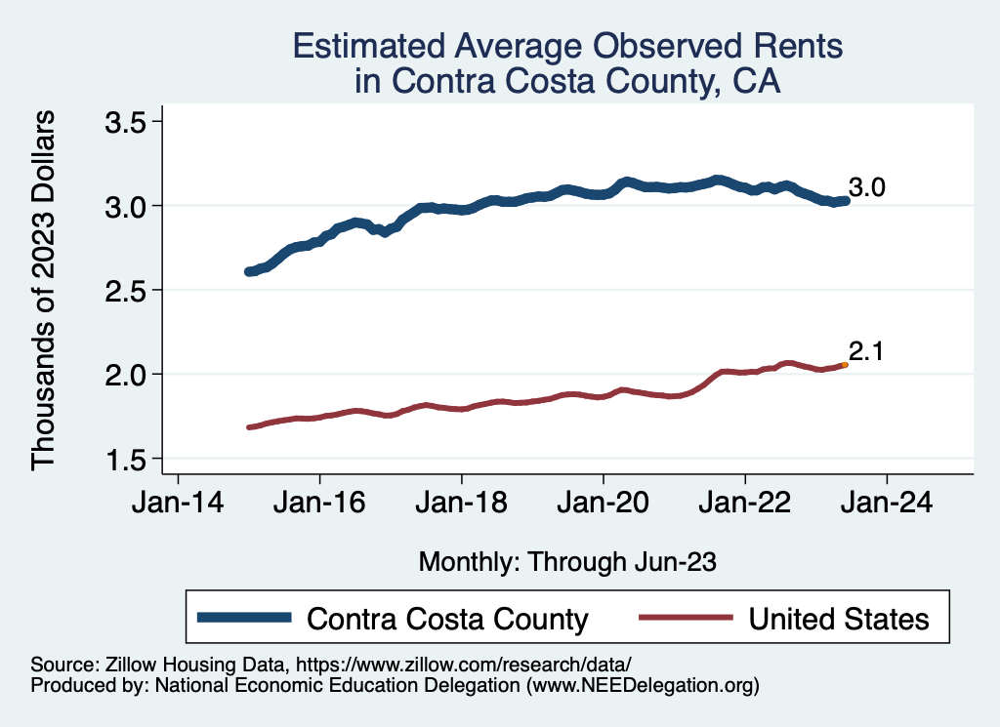 Estimated Average Observed Rents
in Contra Costa County, CA
Thousands of 2023 Dollars
3.5
3.0
2.5
2.0
1.5
3.0
2.1
Jan-14 Jan-16 Jan-18 Jan-20 Jan-22 Jan-24
Monthly: Through Jun-23
Contra Costa County United States
Source: Zillow Housing Data, https://www.zillow.com/research/data/
Produced by: National Economic Education Delegation (www.NEEDelegation.org)